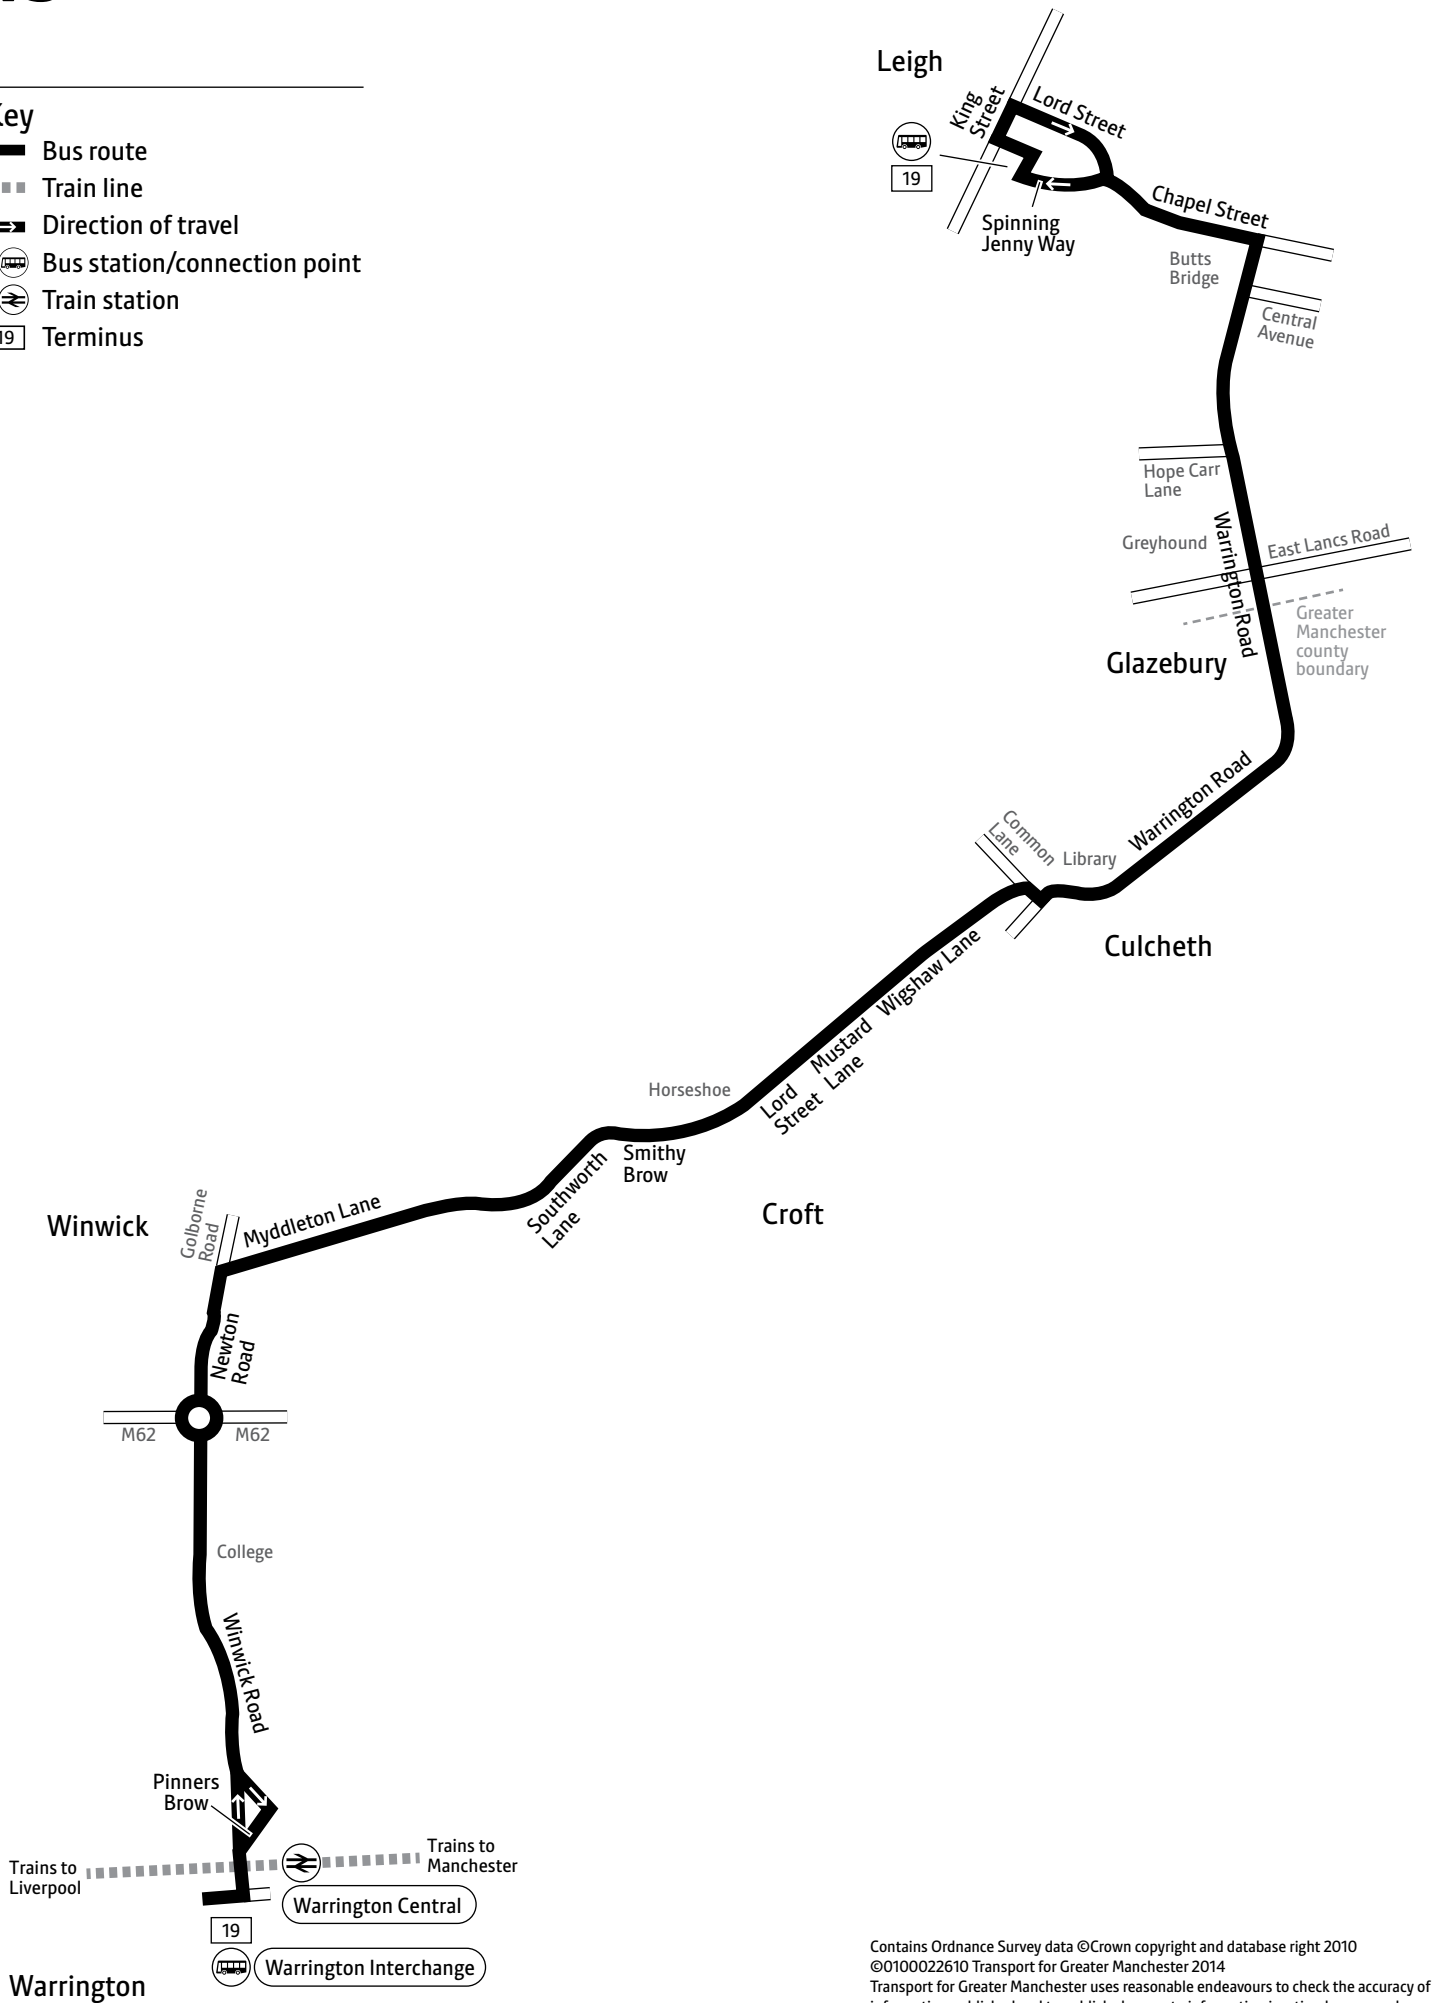 Key
Bus route
Train line
Direction of travel
Bus station/connection point
Train station
19
Terminus
Leigh
King
Street
Lord Street
19
Spinning
Jenny Way
Chapel Street
Butts
Bridge
Central
Avenue
Hope Carr
Lane
Greyhound
Warrington Road
East Lancs Road
Greater
Manchester
county
boundary
Glazebury
Warrington Road
Common
Lane
Library
Culcheth
Wigshaw Lane
Mustard
Lane
Lord
Street
Horseshoe
Smithy
Brow
Southworth
Lane
Croft
Winwick
Golborne
Road
Myddleton Lane
Newton
Road
M62
M62
College
Winwick Road
Pinners
Brow
Trains to
Liverpool
Trains to
Manchester
Warrington Central
19
Warrington Interchange
Warrington
Contains Ordnance Survey data ©Crown copyright and database right 2010
©0100022610 Transport for Greater Manchester 2014
Transport for Greater Manchester uses reasonable endeavours to check the accuracy of